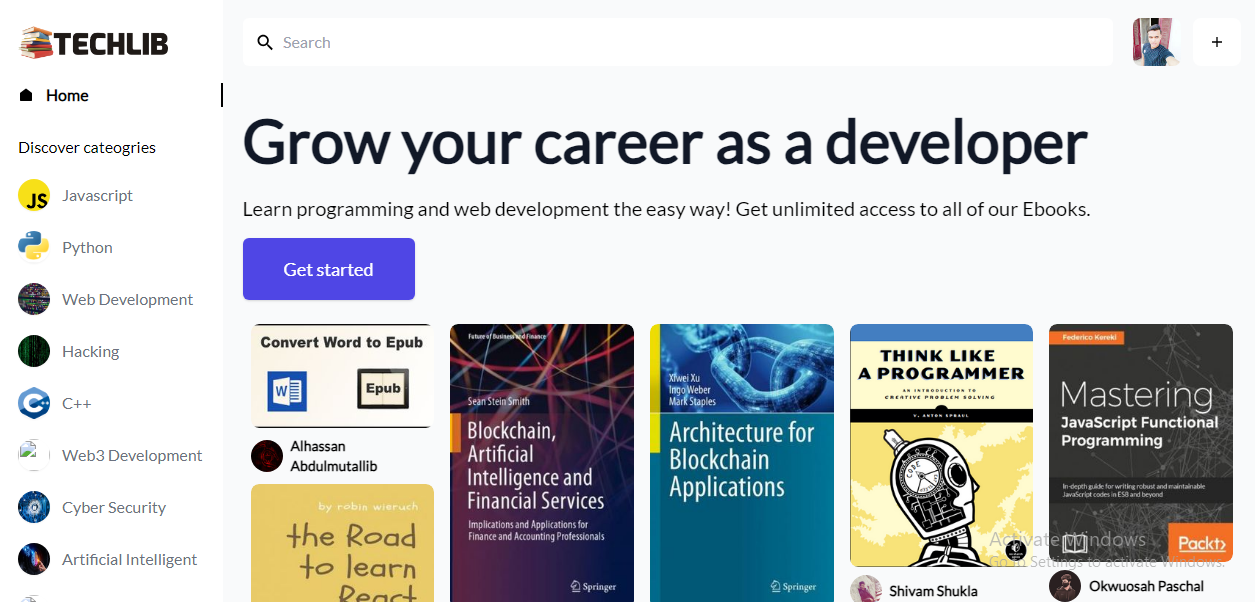 TECHLIB
Search
+
Home
Discover cateogries
JS
Javascript
Python
Web Development
Hacking
C++
Web3 Development
Cyber Security
Artificial Intelligent
Grow your career as a developer
Learn programming and web development the easy way! Get unlimited access to all of our Ebooks.
Get started
Convert Word to Epub
W
Epub
Alhassan
Abdulmutallib
by robin wieruch
the Road
to learn
React
Future of Business and Finance
Sean Stein Smith
Blockchain,
Artificial
Intelligence and
Financial Services
Implications and Applications for
Finance and Accounting Professionals
Springer
Xiwei Xu
Ingo Weber
Mark Staples
Architecture for
Blockchain
Applications
Springer
THINK LIKE
A PROGRAMMER
AN INTRODUCTION TO
CREATIVE PROBLEM SOLVING
V. ANTON SPRAUL
CODE
Shivam Shukla
Federico Kereki
Mastering
JavaScript Functional
Programming
In-depth guide for writing robust and maintainable
JavaScript codes in ES8 and beyond
Packt>
Okwuosah Paschal
Activate Windows
Go to Settings to activate Windows.